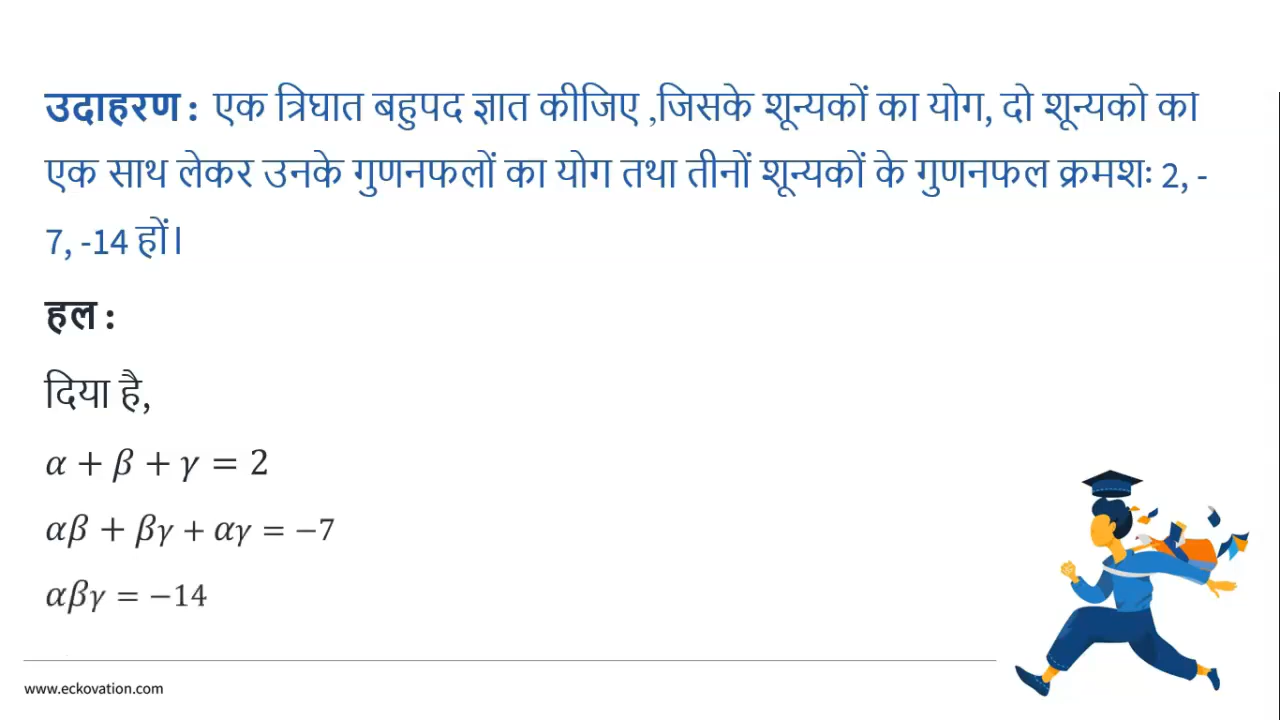 उदाहरण : एक त्रिघात बहुपद ज्ञात कीजिए ,जिसके शून्यकों का योग, दो शून्यको को
एक साथ लेकर उनके गुणनफलों का योग तथा तीनों शून्यकों के गुणनफल क्रमशः 2, -
7, -14 हों।
हल :
दिया है,
α + β + γ = 2
αβ + βγ + αγ = −7
αβγ = −14
www.eckovation.com